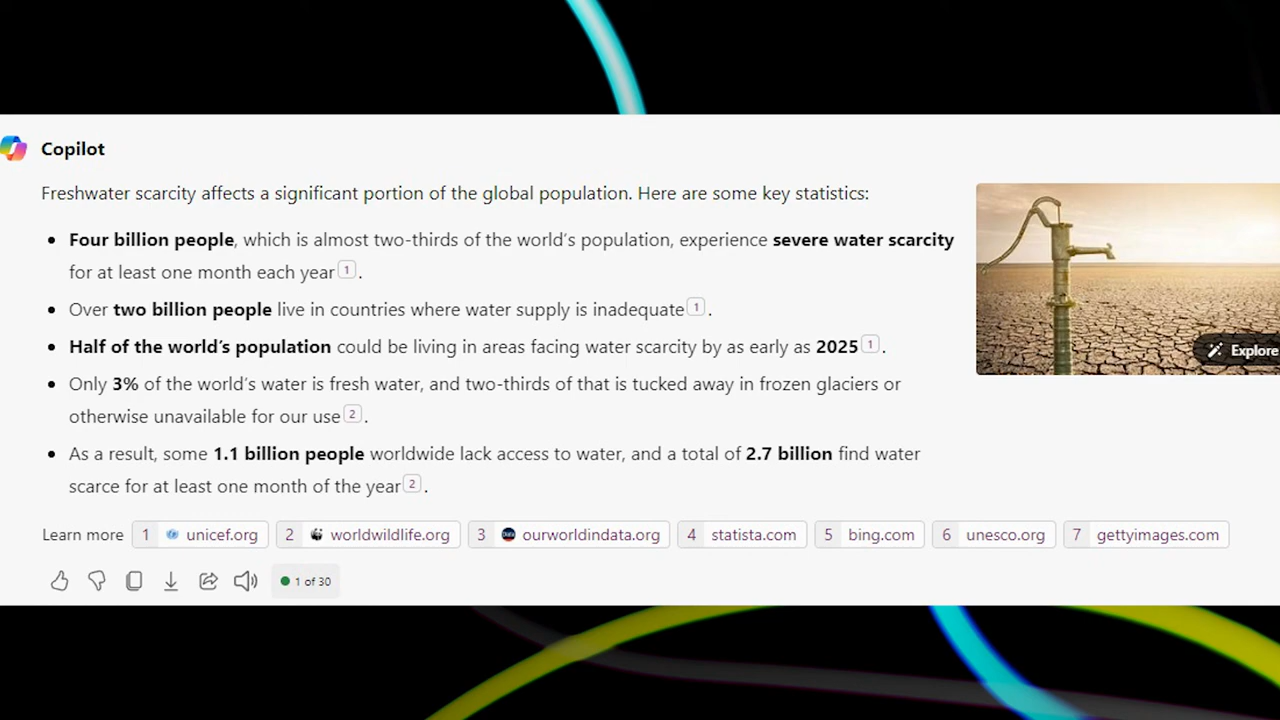 Copilot
Freshwater scarcity affects a significant portion of the global population. Here are some key statistics:
• Four billion people, which is almost two-thirds of the world's population, experience severe water scarcity
for at least one month each year 1 .
• Over two billion people live in countries where water supply is inadequate 1 .
• Half of the world's population could be living in areas facing water scarcity by as early as 2025 1 .
• Only 3% of the world's water is fresh water, and two-thirds of that is tucked away in frozen glaciers or
otherwise unavailable for our use 2 .
• As a result, some 1.1 billion people worldwide lack access to water, and a total of 2.7 billion find water
scarce for at least one month of the year 2 .
Explore
Learn more 1 unicef.org 2 worldwildlife.org 3 ourworldindata.org 4 statista.com 5 bing.com 6 unesco.org 7 gettyimages.com
1 of 30